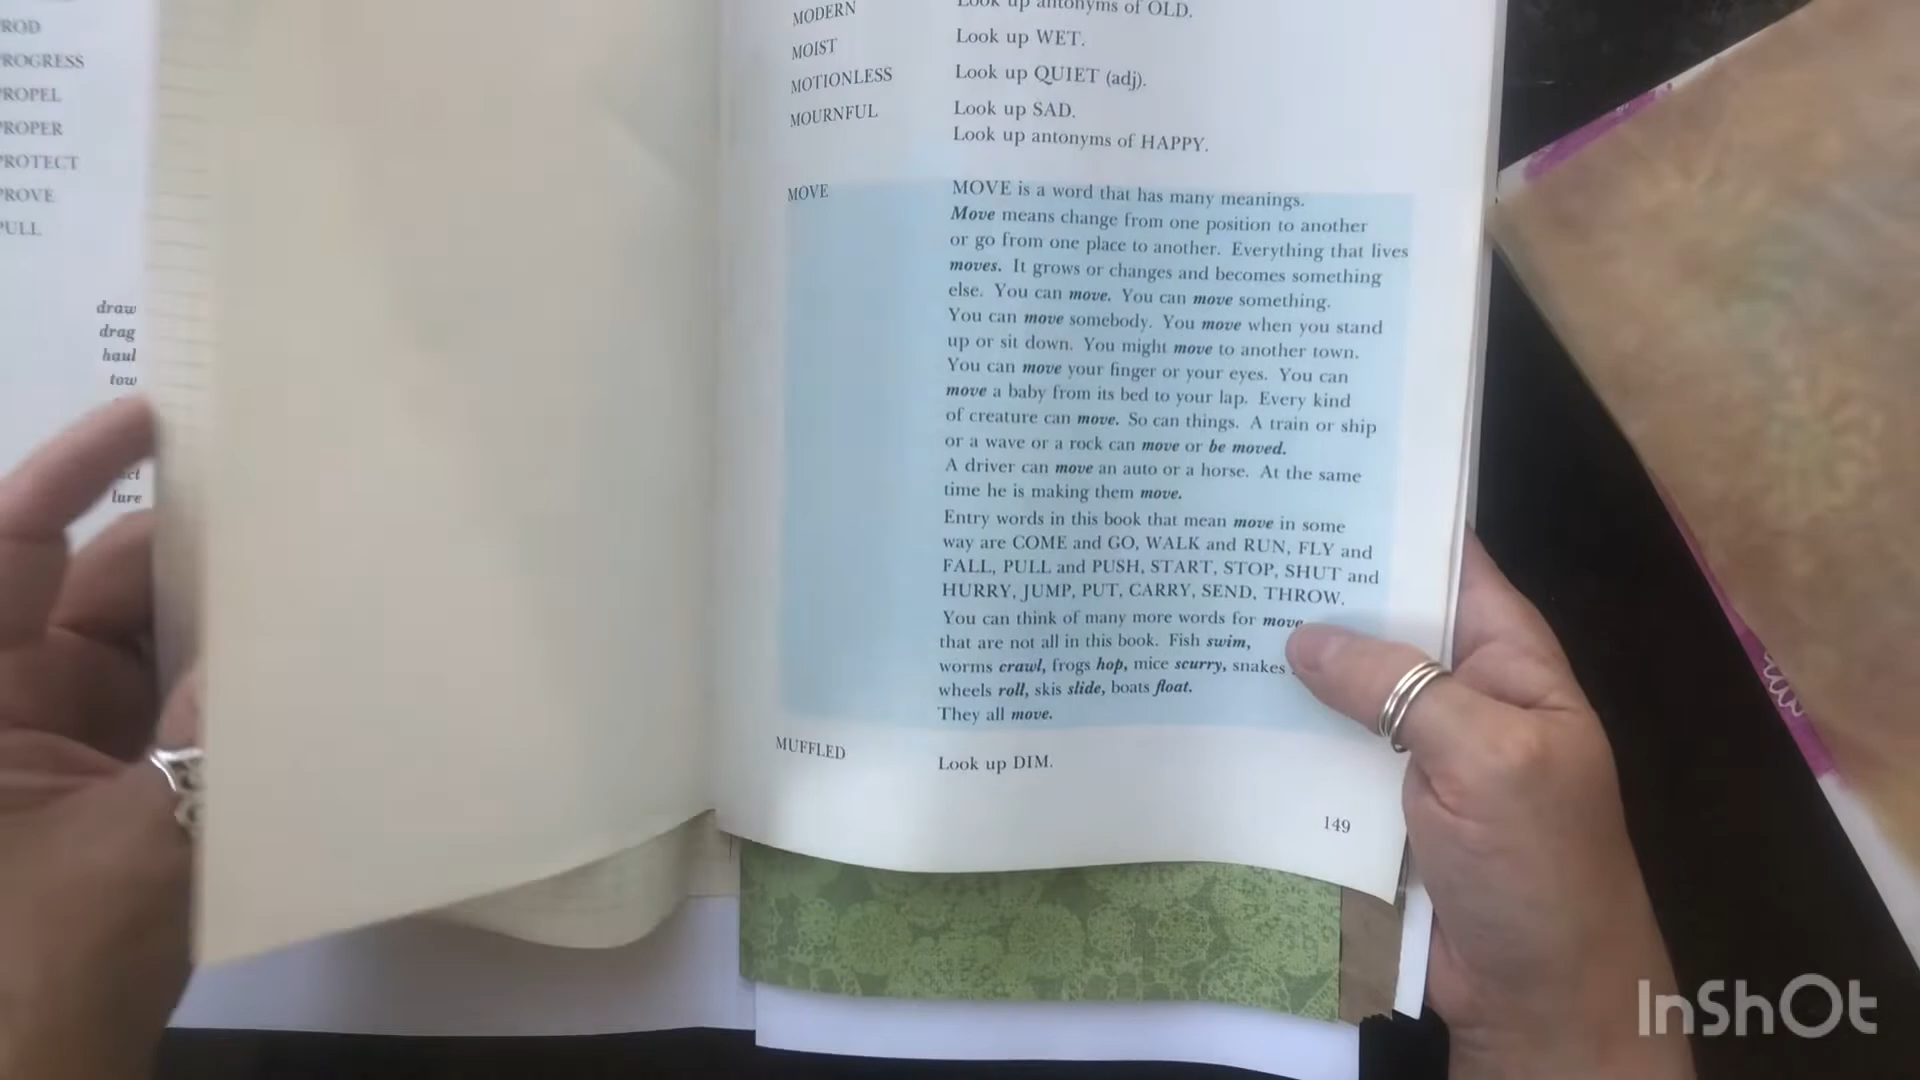 ROD
ROGRESS
ROPEL
ROPER
ROTECT
ROVE
PULL
draw
drag
haul
tow
lure
MODERN
Look up antonyms of OLD.
MOIST
Look up WET.
MOTIONLESS
Look up QUIET (adj).
MOURNFUL
Look up SAD.
Look up antonyms of HAPPY.
MOVE
MOVE is a word that has many meanings.
Move means change from one position to another
or go from one place to another. Everything that lives
moves. It grows or changes and becomes something
else. You can move. You can move something.
You can move somebody. You move when you stand
up or sit down. You might move to another town.
You can move your finger or your eyes. You can
move a baby from its bed to your lap. Every kind
of creature can move. So can things. A train or ship
or a wave or a rock can move or be moved.
A driver can move an auto or a horse. At the same
time he is making them move.
Entry words in this book that mean move in some
way are COME and GO, WALK and RUN, FLY and
FALL, PULL and PUSH, START, STOP, SHUT and
HURRY, JUMP, PUT, CARRY, SEND, THROW.
You can think of many more words for move
that are not all in this book. Fish swim,
worms crawl, frogs hop, mice scurry, snakes
wheels roll, skis slide, boats float.
They all move.
MUFFLED
Look up DIM.
149
InShOt